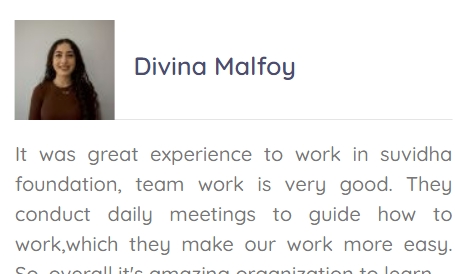 Divina Malfoy
It was great experience to work in suvidha
foundation, team work is very good. They
conduct daily meetings to guide how to
work,which they make our work more easy.
So, overall it's amazing organization to learn